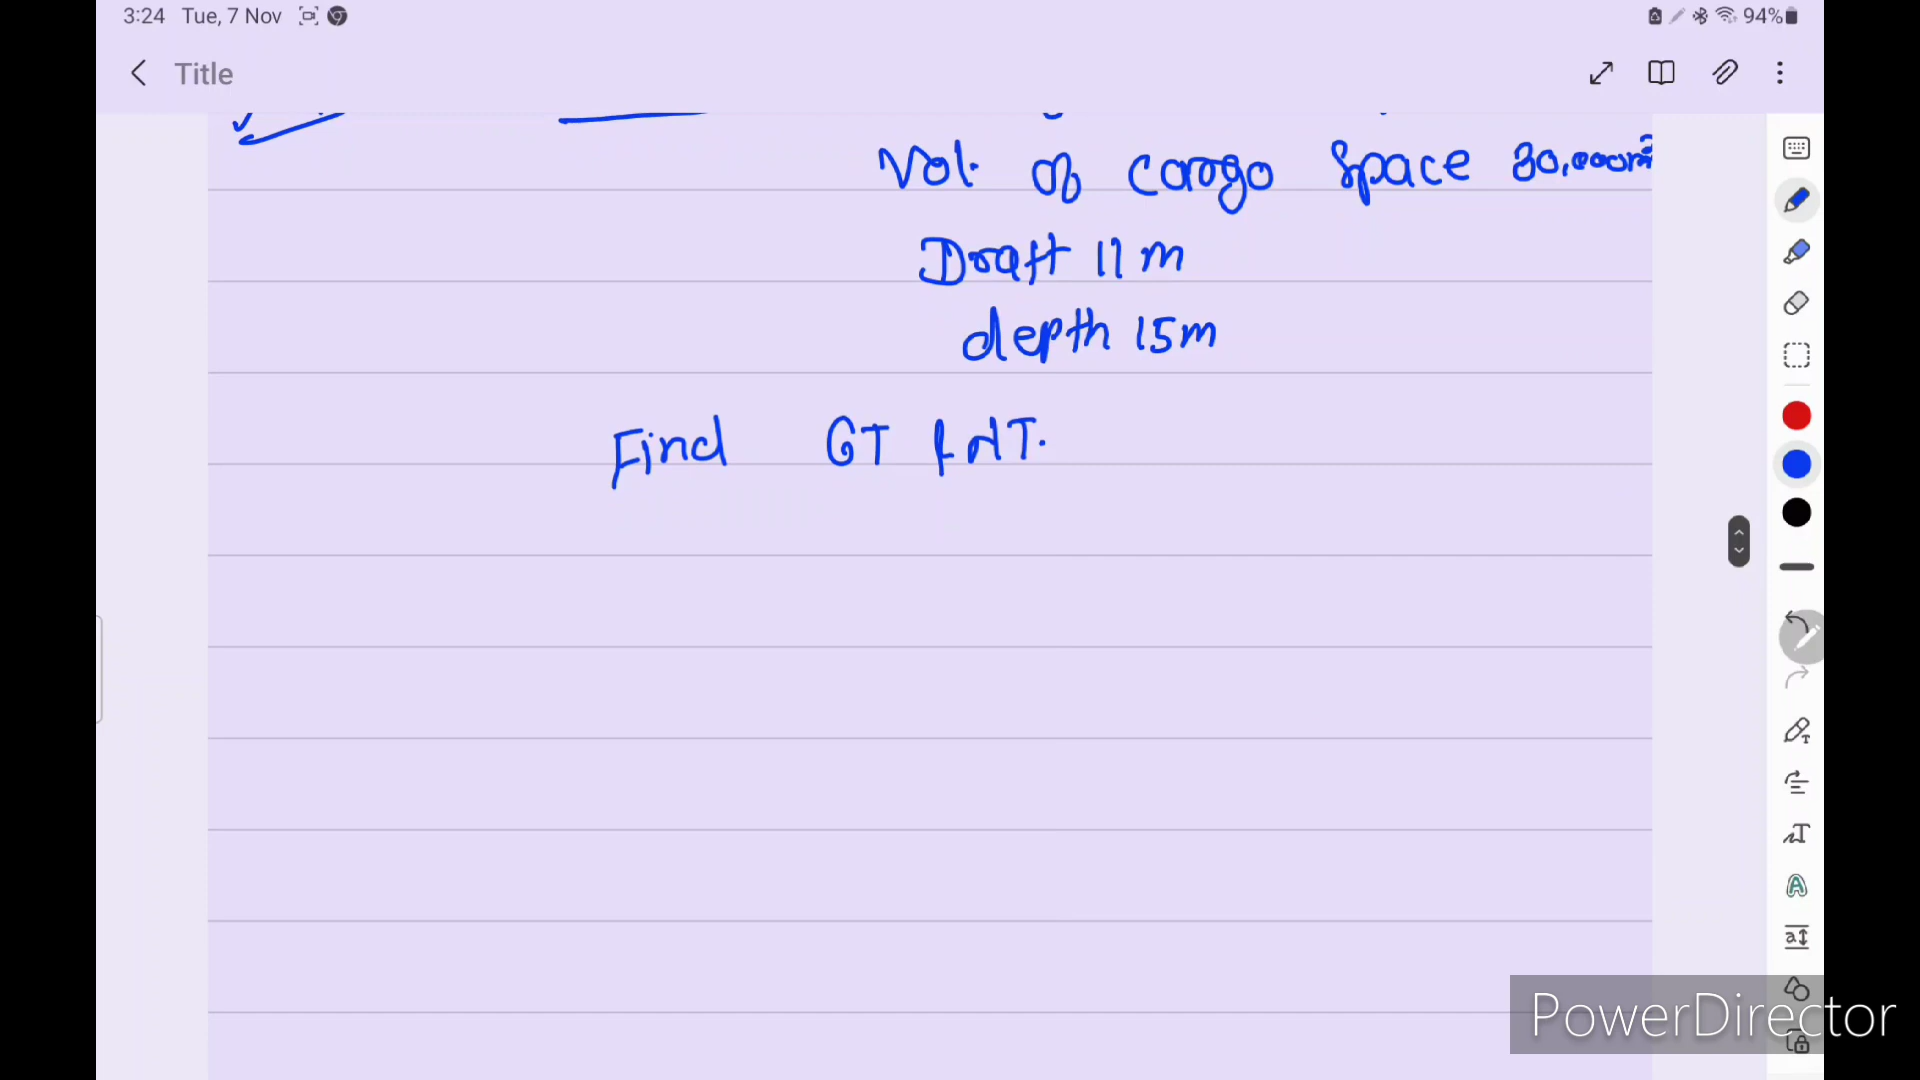 3:24 Tue, 7 Nov 94%
Title
Vol. of cargo space 30,000m³
Draft 11 m
depth 15m
Find GT & NT.
PowerDirector